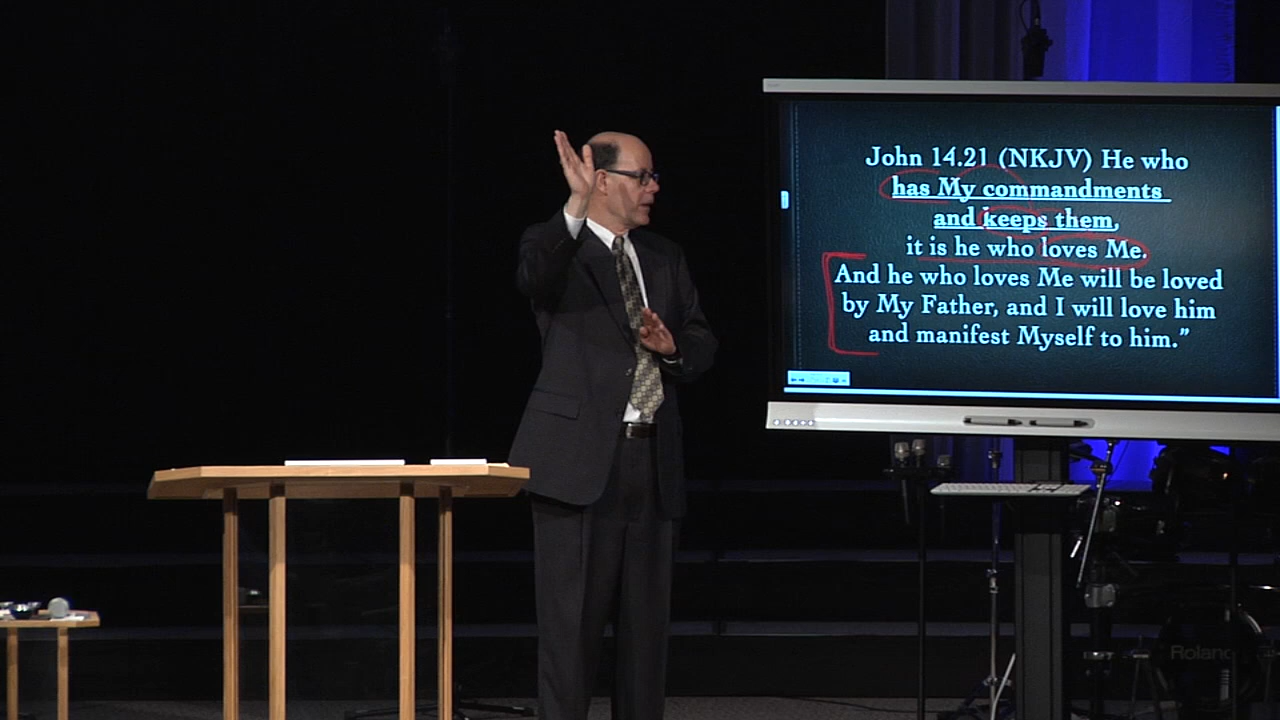 John 14.21 (NKJV) He who
has My commandments
and keeps them,
it is he who loves Me.
And he who loves Me will be loved
by My Father, and I will love him
and manifest Myself to him.”
Roland